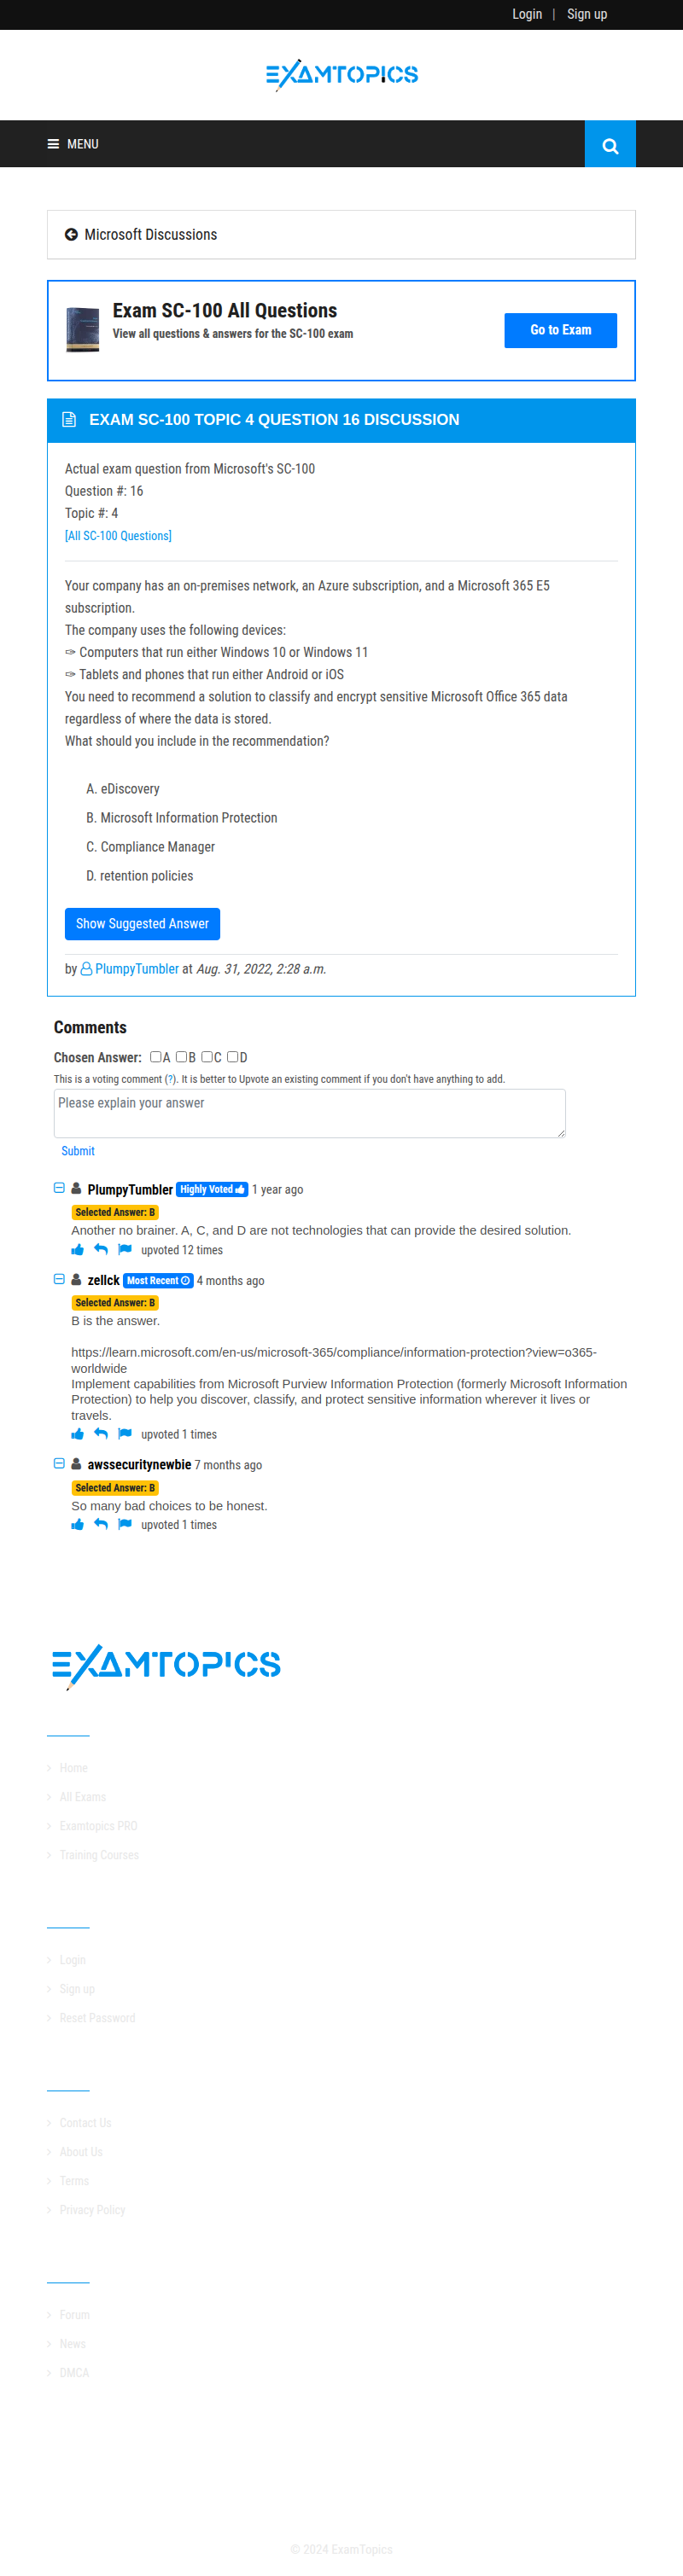 Login | Sign up
EXAMTOPICS
MENU
Microsoft Discussions
Exam SC-100 All Questions
View all questions & answers for the SC-100 exam
Go to Exam
EXAM SC-100 TOPIC 4 QUESTION 16 DISCUSSION
Actual exam question from Microsoft's SC-100
Question #: 16
Topic #: 4
[All SC-100 Questions]
Your company has an on-premises network, an Azure subscription, and a Microsoft 365 E5
subscription.
The company uses the following devices:
✑ Computers that run either Windows 10 or Windows 11
✑ Tablets and phones that run either Android or iOS
You need to recommend a solution to classify and encrypt sensitive Microsoft Office 365 data
regardless of where the data is stored.
What should you include in the recommendation?
A. eDiscovery
B. Microsoft Information Protection
C. Compliance Manager
D. retention policies
Show Suggested Answer
by PlumpyTumbler at Aug. 31, 2022, 2:28 a.m.
Comments
Chosen Answer: A B C D
This is a voting comment (?). It is better to Upvote an existing comment if you don't have anything to add.
Please explain your answer
Submit
PlumpyTumbler Highly Voted 1 year ago
Selected Answer: B
Another no brainer. A, C, and D are not technologies that can provide the desired solution.
upvoted 12 times
zellck Most Recent 4 months ago
Selected Answer: B
B is the answer.
https://learn.microsoft.com/en-us/microsoft-365/compliance/information-protection?view=o365-
worldwide
Implement capabilities from Microsoft Purview Information Protection (formerly Microsoft Information
Protection) to help you discover, classify, and protect sensitive information wherever it lives or
travels.
upvoted 1 times
awssecuritynewbie 7 months ago
Selected Answer: B
So many bad choices to be honest.
upvoted 1 times
EXAMTOPICS
Home
All Exams
Examtopics PRO
Training Courses
Login
Sign up
Reset Password
Contact Us
About Us
Terms
Privacy Policy
Forum
News
DMCA
© 2024 ExamTopics